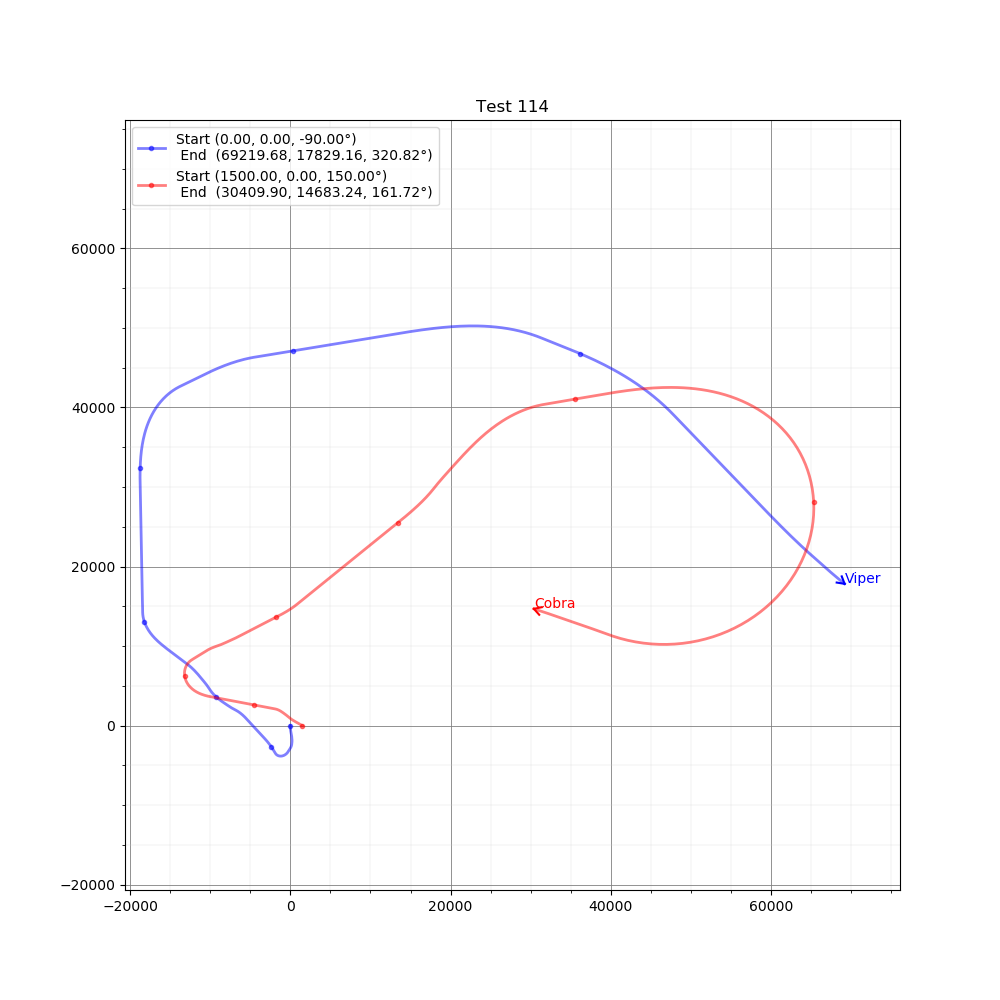 Test 114
Start (0.00, 0.00, -90.00°)
End  (69219.68, 17829.16, 320.82°)
Start (1500.00, 0.00, 150.00°)
End  (30409.90, 14683.24, 161.72°)
60000
40000
20000
0
−20000
Viper
Cobra
−20000 0 20000 40000 60000